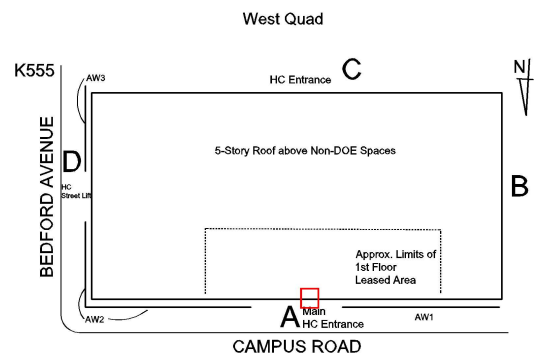 West Quad
K555
N
AW3
HC Entrance
C
5-Story Roof above Non-DOE Spaces
BEDFORD AVENUE
D
HC
Street Lift
B
Approx. Limits of
1st Floor
Leased Area
A
Main
HC Entrance
AW1
AW2
CAMPUS ROAD